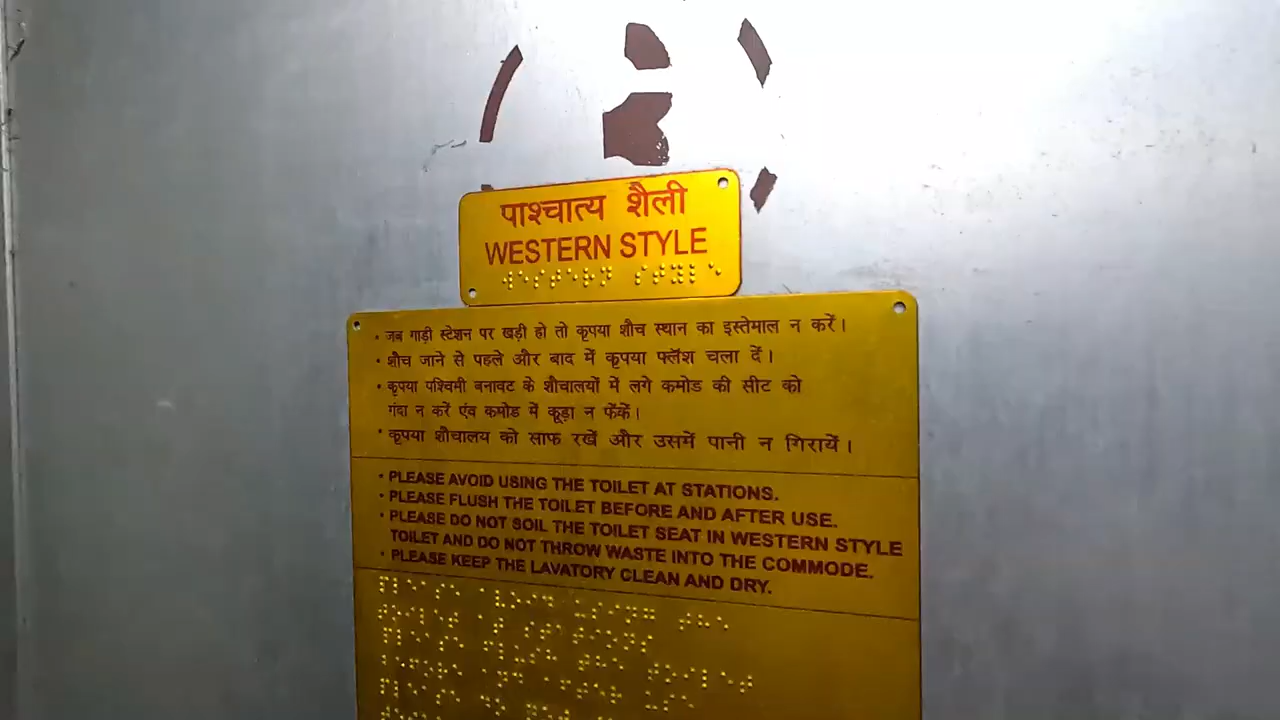 पाश्चात्य शैली
WESTERN STYLE
• जब गाड़ी स्टेशन पर खड़ी हो तो कृपया शौच स्थान का इस्तेमाल न करें।
• शौच जाने से पहले और बाद में कृपया फ्लॅश चला दें।
• कृपया पश्चिमी बनावट के शौचालयों में लगे कमोड की सीट को
गंदा न करें एंव कमोड में कूड़ा न फेंकें।
• कृपया शौचालय को साफ रखें और उसमें पानी न गिरायें।
• PLEASE AVOID USING THE TOILET AT STATIONS.
• PLEASE FLUSH THE TOILET BEFORE AND AFTER USE.
• PLEASE DO NOT SOIL THE TOILET SEAT IN WESTERN STYLE
TOILET AND DO NOT THROW WASTE INTO THE COMMODE.
• PLEASE KEEP THE LAVATORY CLEAN AND DRY.